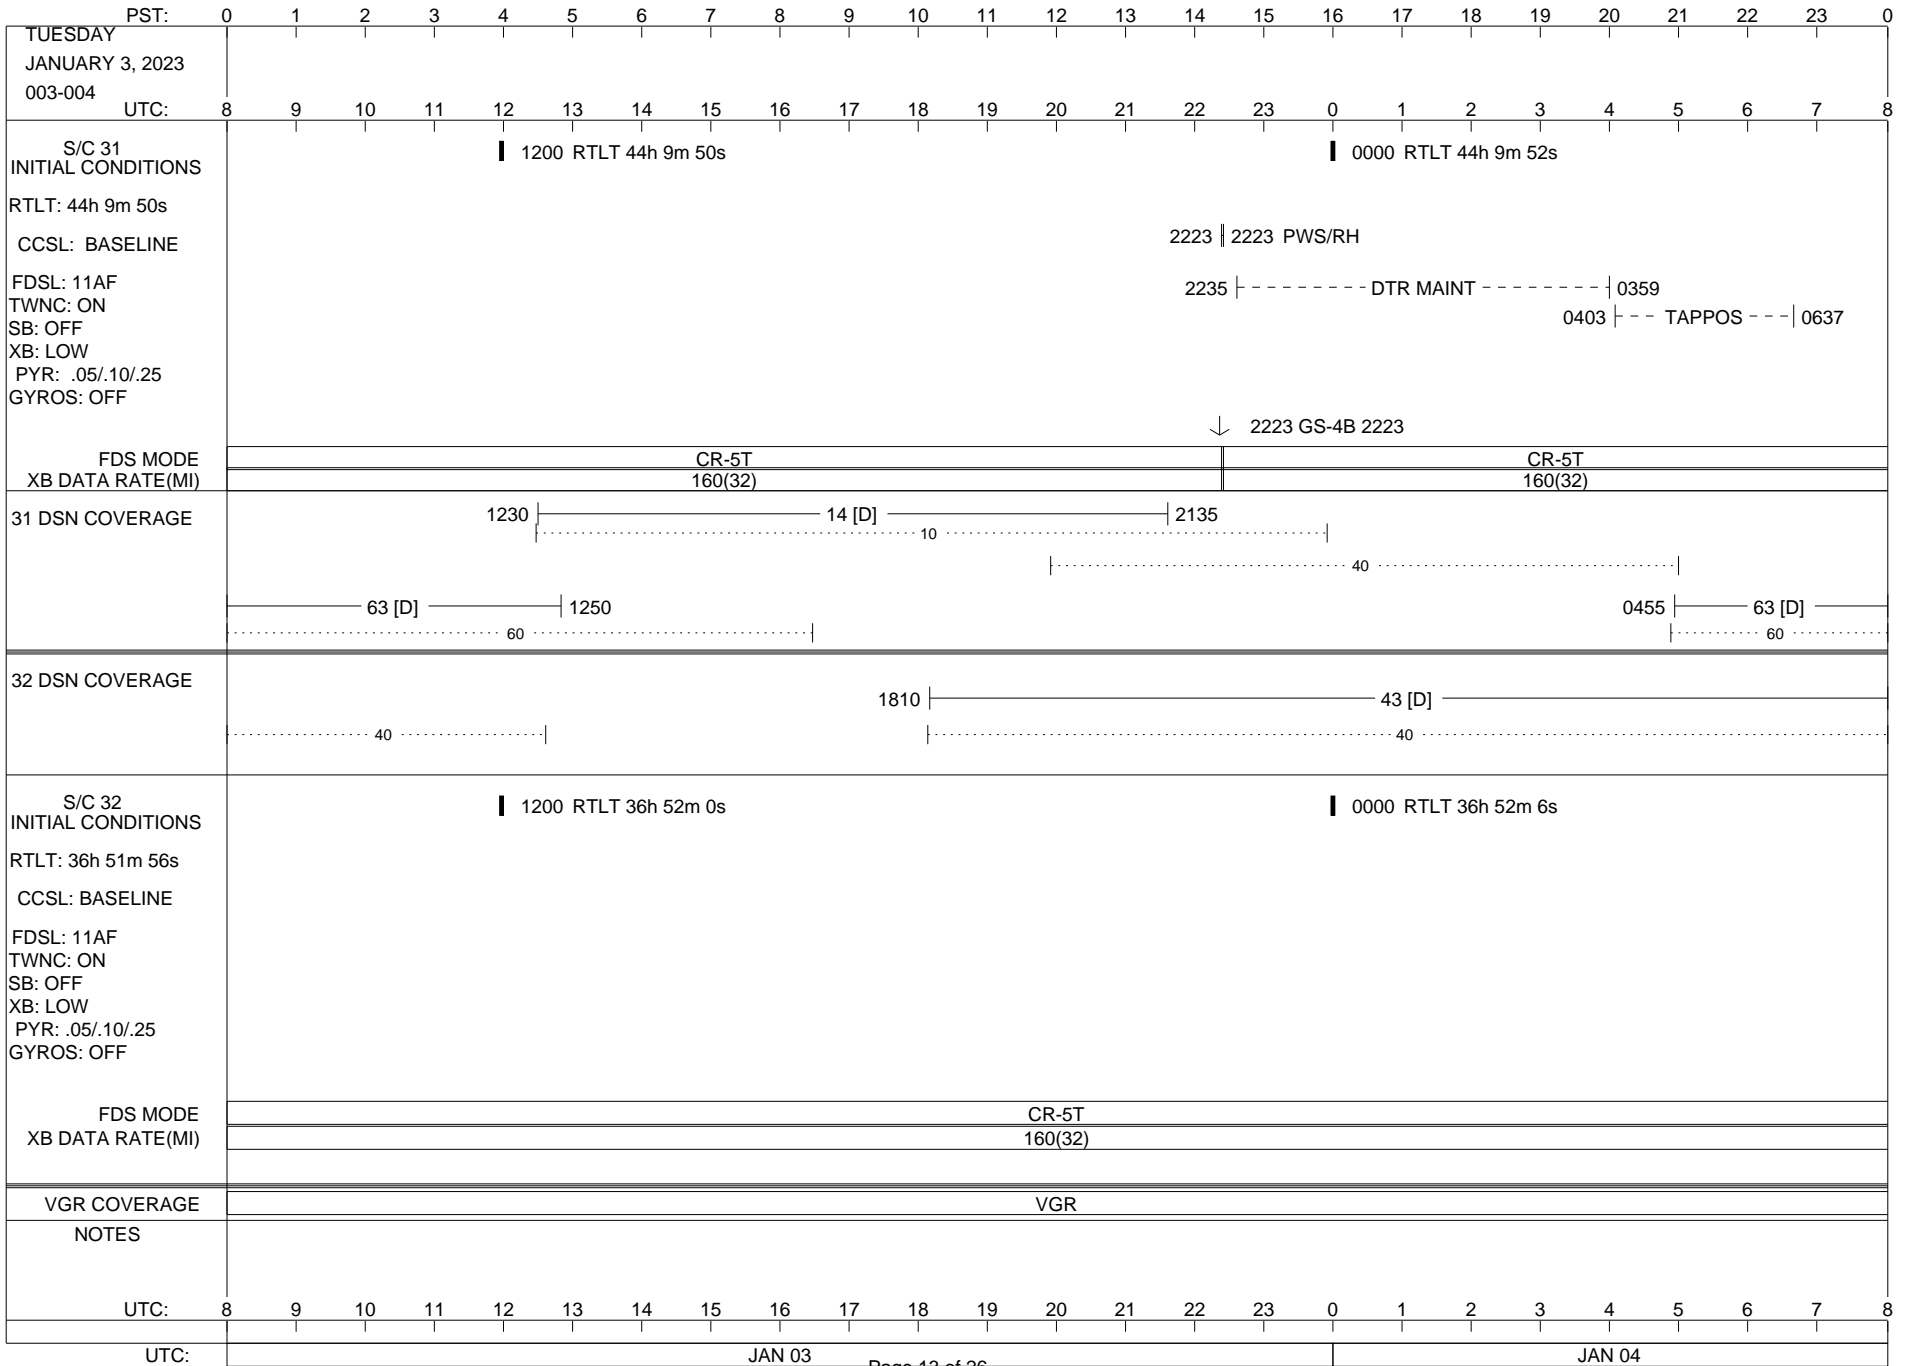 PST: 0 1 2 3 4 5 6 7 8 9 10 11 12 13 14 15 16 17 18 19 20 21 22 23 0
TUESDAY
JANUARY 3, 2023
003-004
UTC: 8 9 10 11 12 13 14 15 16 17 18 19 20 21 22 23 0 1 2 3 4 5 6 7 8
S/C 31
INITIAL CONDITIONS
1200 RTLT 44h 9m 50s
0000 RTLT 44h 9m 52s
RTLT: 44h 9m 50s
CCSL: BASELINE
2223 2223 PWS/RH
FDSL: 11AF
2235 DTR MAINT 0359
TWNC: ON
0403 TAPPOS 0637
SB: OFF
XB: LOW
PYR: .05/.10/.25
GYROS: OFF
2223 GS-4B 2223
FDS MODE CR-5T CR-5T
XB DATA RATE(MI) 160(32) 160(32)
31 DSN COVERAGE
1230 14 [D] 2135
10
40
63 [D] 1250
0455 63 [D]
60 60
32 DSN COVERAGE
1810 43 [D]
40 40
S/C 32
INITIAL CONDITIONS
1200 RTLT 36h 52m 0s
0000 RTLT 36h 52m 6s
RTLT: 36h 51m 56s
CCSL: BASELINE
FDSL: 11AF
TWNC: ON
SB: OFF
XB: LOW
PYR: .05/.10/.25
GYROS: OFF
FDS MODE CR-5T
XB DATA RATE(MI) 160(32)
VGR COVERAGE VGR
NOTES
UTC: 8 9 10 11 12 13 14 15 16 17 18 19 20 21 22 23 0 1 2 3 4 5 6 7 8
UTC: JAN 03 JAN 04
Page 13 of 26